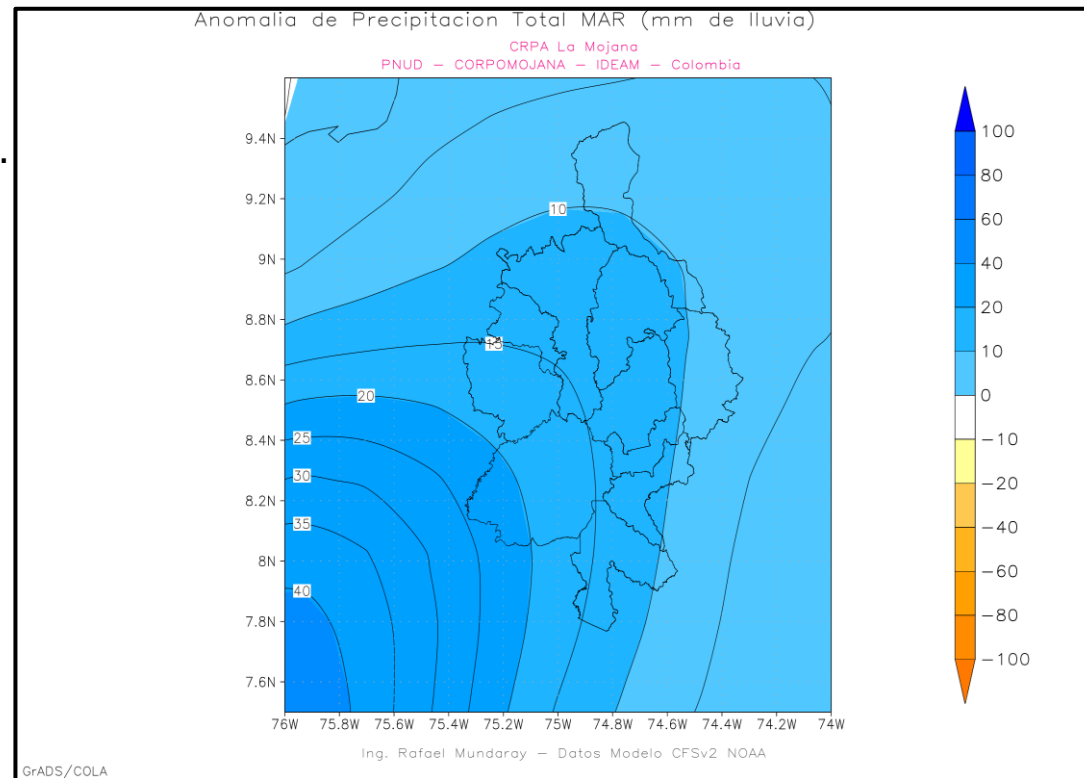 Anomalia de Precipitacion Total MAR (mm de lluvia)
CRPA La Mojana
PNUD – CORPOMOJANA – IDEAM – Colombia
9.4N
9.2N
9N
8.8N
8.6N
8.4N
8.2N
8N
7.8N
7.6N
10
15
20
25
30
35
40
76W 75.8W 75.6W 75.4W 75.2W 75W 74.8W 74.6W 74.4W 74.2W 74W
100
80
60
40
20
10
0
−10
−20
−40
−60
−80
−100
Ing. Rafael Mundaray – Datos Modelo CFSv2 NOAA
GrADS/COLA